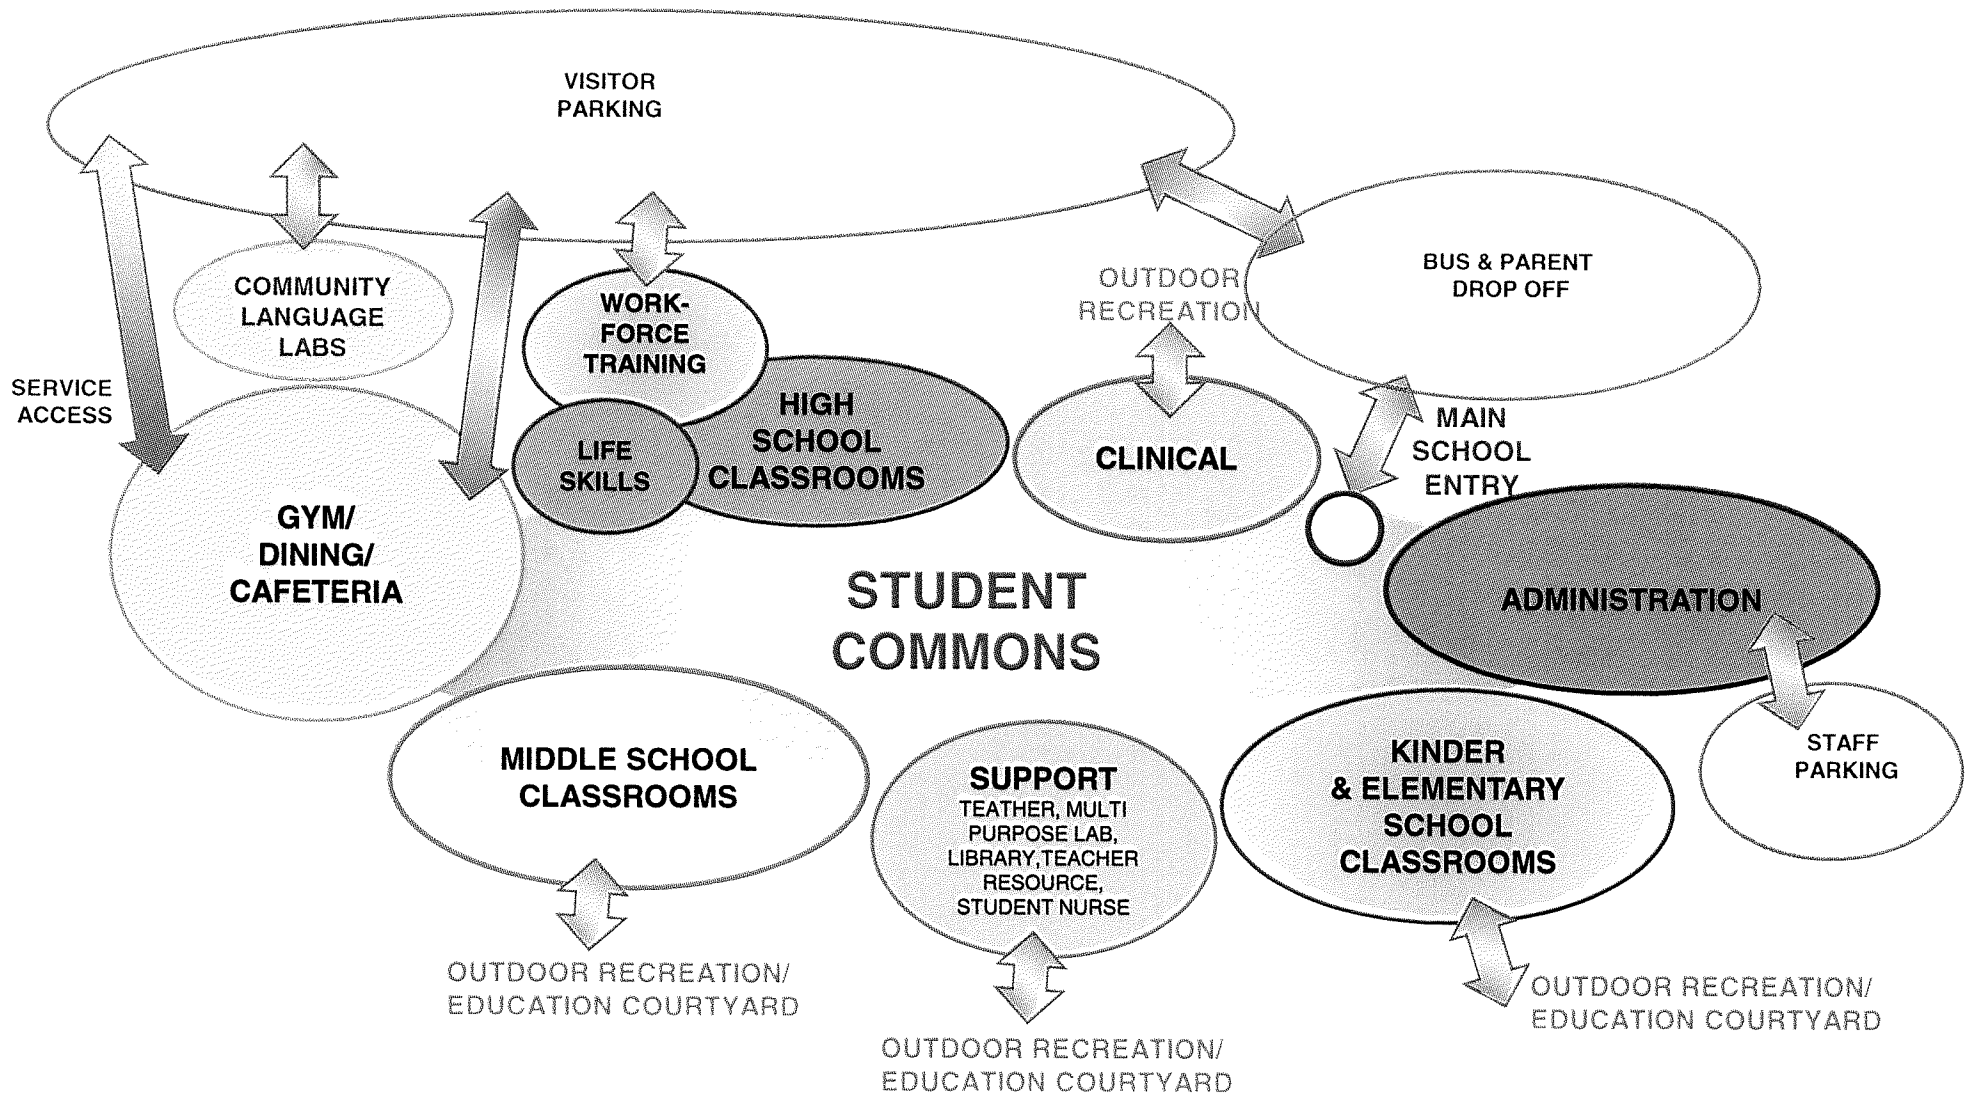 VISITOR
PARKING
BUS & PARENT
DROP OFF
OUTDOOR
RECREATION
COMMUNITY
LANGUAGE
LABS
WORK-
FORCE
TRAINING
SERVICE
ACCESS
HIGH
SCHOOL
CLASSROOMS
LIFE
SKILLS
CLINICAL
MAIN
SCHOOL
ENTRY
GYM/
DINING/
CAFETERIA
STUDENT
COMMONS
ADMINISTRATION
MIDDLE SCHOOL
CLASSROOMS
SUPPORT
TEATHER, MULTI
PURPOSE LAB,
LIBRARY,TEACHER
RESOURCE,
STUDENT NURSE
KINDER
& ELEMENTARY
SCHOOL
CLASSROOMS
STAFF
PARKING
OUTDOOR RECREATION/
EDUCATION COURTYARD
OUTDOOR RECREATION/
EDUCATION COURTYARD
OUTDOOR RECREATION/
EDUCATION COURTYARD